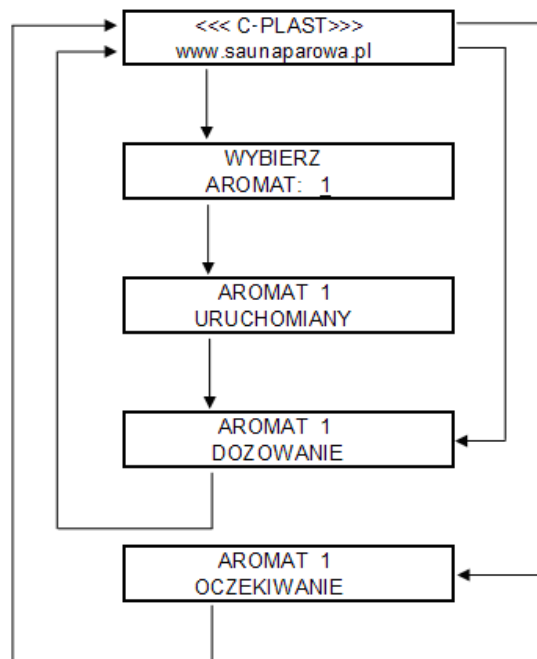 <<< C-PLAST>>>
www.saunaparowa.pl
WYBIERZ
AROMAT: 1
AROMAT 1
URUCHOMIANY
AROMAT 1
DOZOWANIE
AROMAT 1
OCZEKIWANIE